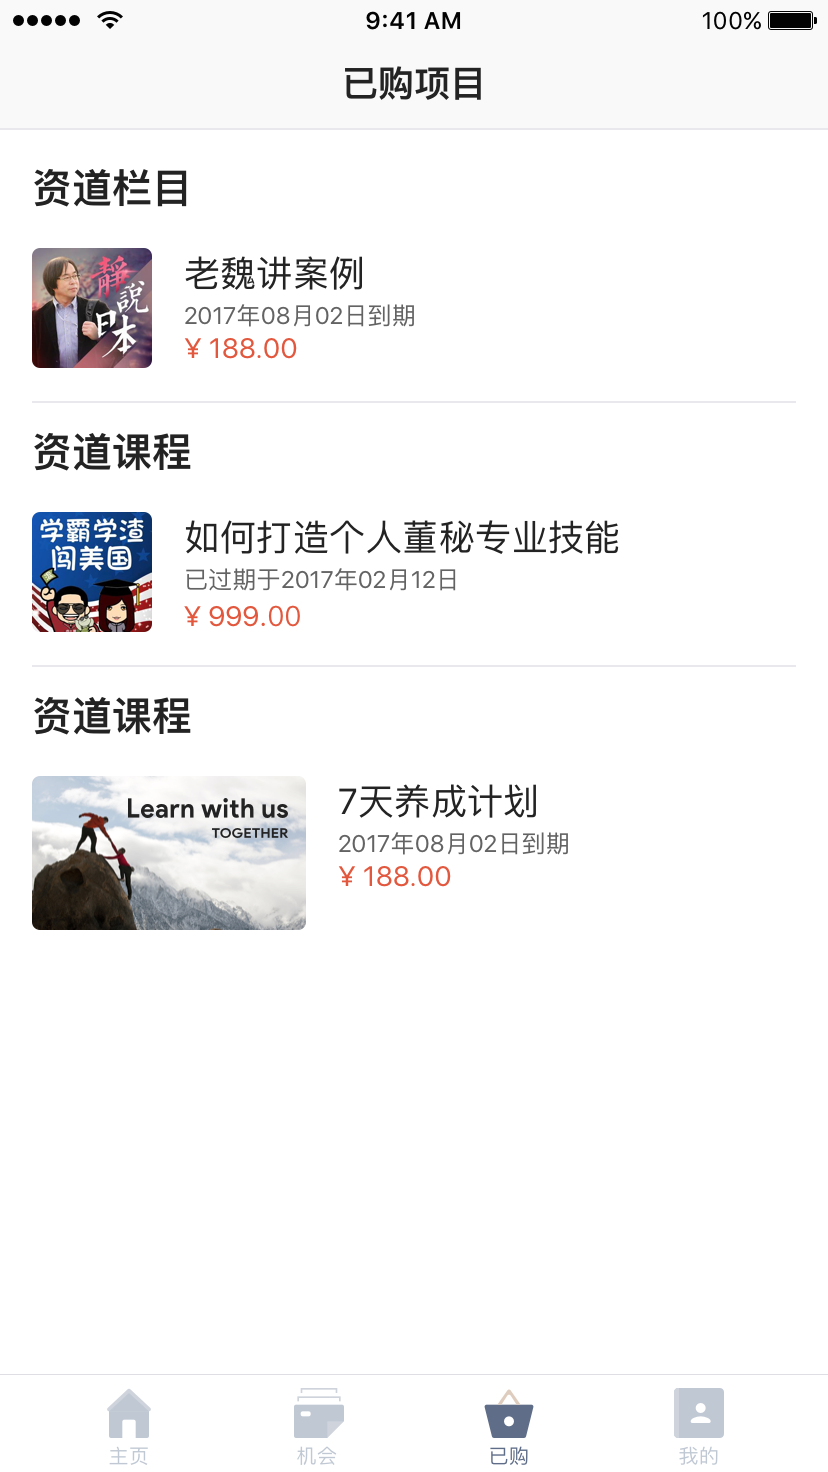 9:41 AM
100%
已购项目
资道栏目
靜
說
日本
老魏讲案例
2017年08月02日到期
¥ 188.00
资道课程
学霸学渣
闯美国
如何打造个人董秘专业技能
已过期于2017年02月12日
¥ 999.00
资道课程
Learn with us
TOGETHER
7天养成计划
2017年08月02日到期
¥ 188.00
主页
机会
已购
我的